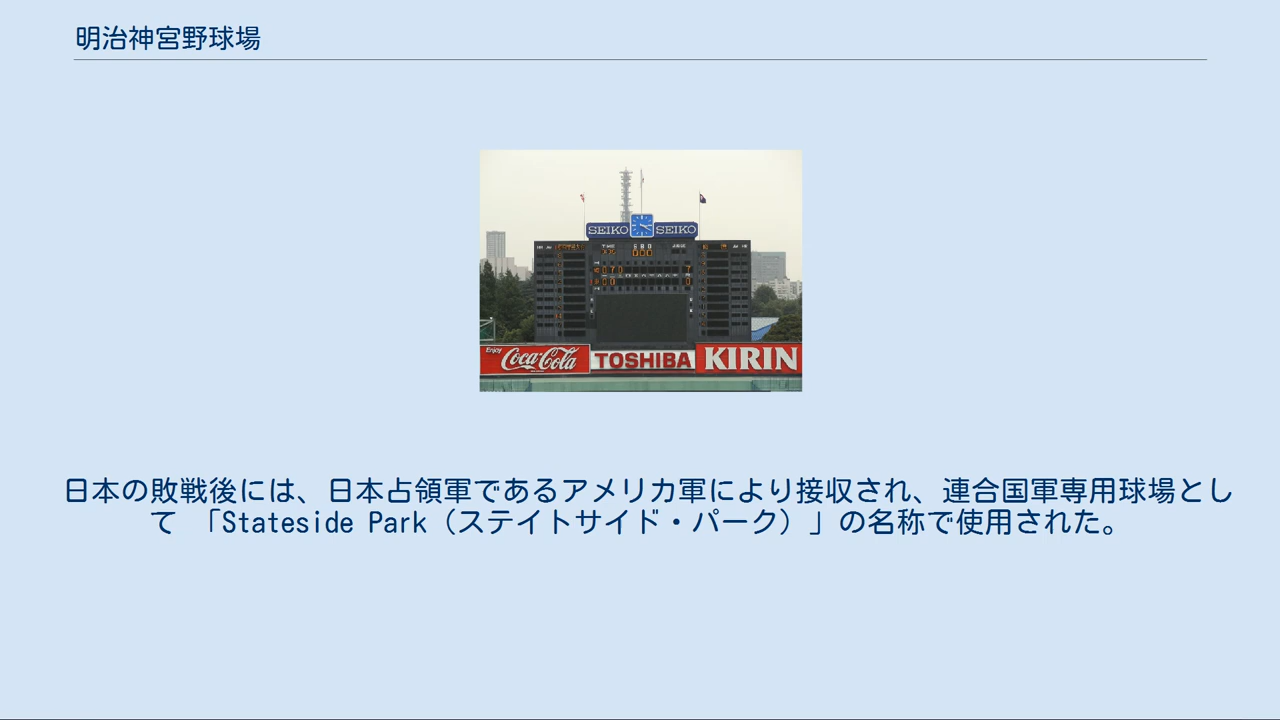 明治神宮野球場
SEIKO SEIKO
Enjoy
Coca-Cola TOSHIBA KIRIN
日本の敗戦後には、日本占領軍であるアメリカ軍により接収され、連合国軍専用球場とし
て 「Stateside Park（ステイトサイド・パーク）」の名称で使用された。